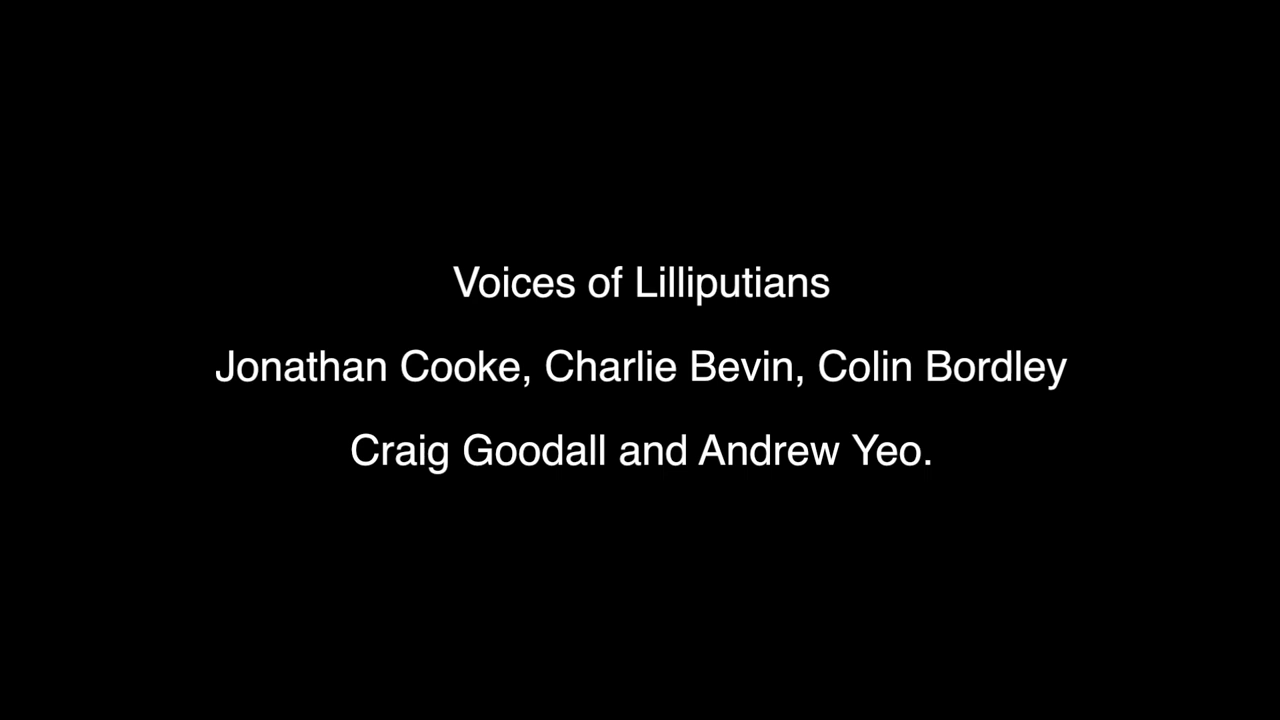 Voices of Lilliputians
Jonathan Cooke, Charlie Bevin, Colin Bordley
Craig Goodall and Andrew Yeo.